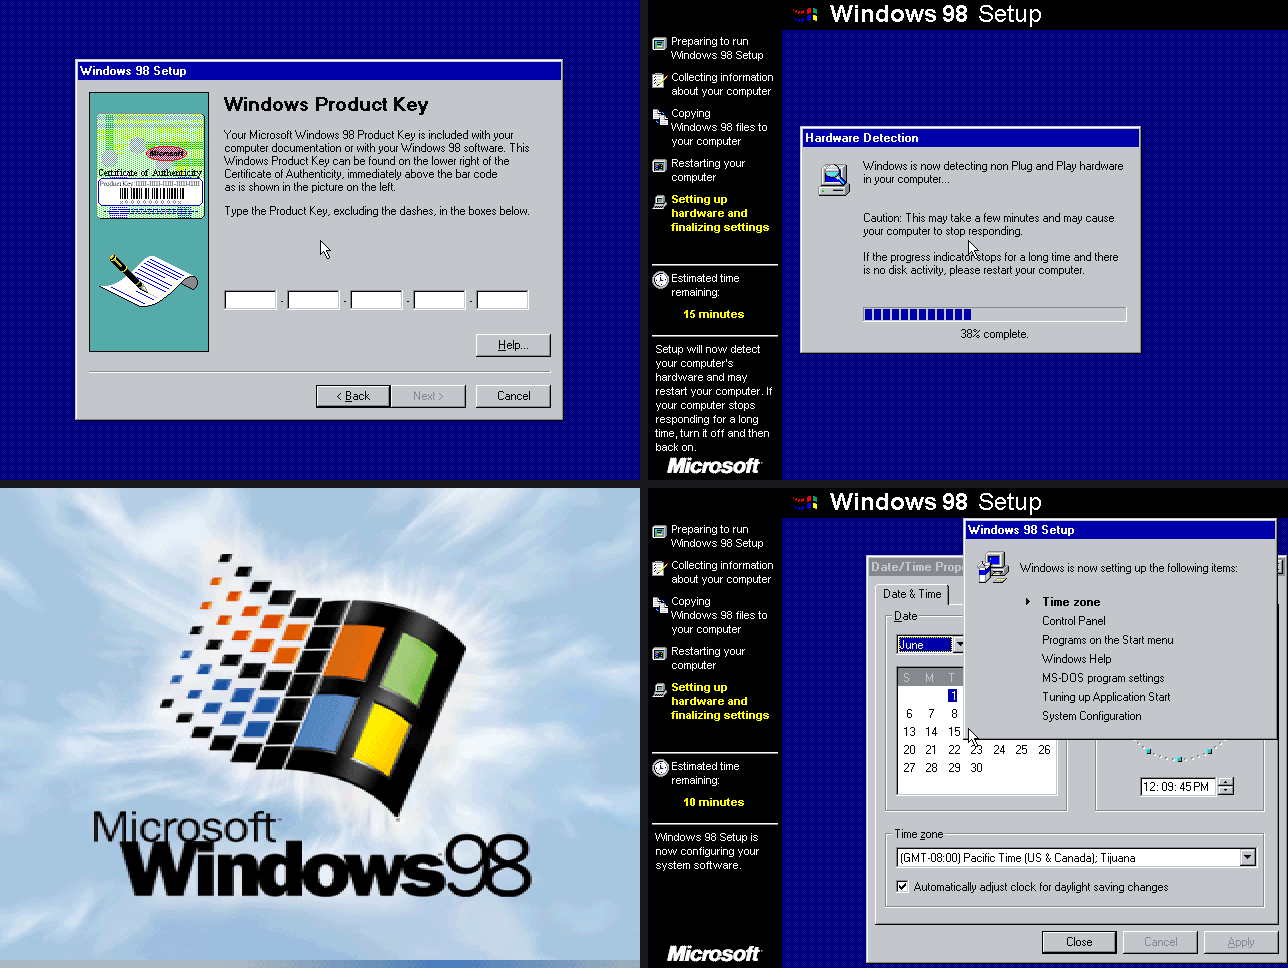 Windows 98 Setup
Windows Product Key
Your Microsoft Windows 98 Product Key is included with your
computer documentation or with your Windows 98 software. This
Windows Product Key can be found on the lower right of the
Certificate of Authenticity, immediately above the bar code
as is shown in the picture on the left.
Type the Product Key, excluding the dashes, in the boxes below.
Microsoft
Certificate of Authenticity
Product Key
- - - -
Help...
< Back
Next >
Cancel
Windows 98 Setup
Preparing to run
Windows 98 Setup
Collecting information
about your computer
Copying
Windows 98 files to
your computer
Restarting your
computer
Setting up
hardware and
finalizing settings
Estimated time
remaining:
15 minutes
Setup will now detect
your computer's
hardware and may
restart your computer. If
your computer stops
responding for a long
time, turn it off and then
back on.
Microsoft
Hardware Detection
Windows is now detecting non Plug and Play hardware
in your computer...
Caution: This may take a few minutes and may cause
your computer to stop responding.
If the progress indicator stops for a long time and there
is no disk activity, please restart your computer.
38% complete.
Microsoft
Windows98
Windows 98 Setup
Preparing to run
Windows 98 Setup
Collecting information
about your computer
Copying
Windows 98 files to
your computer
Restarting your
computer
Setting up
hardware and
finalizing settings
Estimated time
remaining:
10 minutes
Windows 98 Setup is
now configuring your
system software.
Microsoft
Date/Time Prop
Date & Time
Date
June
S M T
1
6 7 8
13 14 15
20 21 22 23 24 25 26
27 28 29 30
12:09:45 PM
Time zone
(GMT-08:00) Pacific Time (US & Canada); Tijuana
Automatically adjust clock for daylight saving changes
Close
Cancel
Apply
Windows 98 Setup
Windows is now setting up the following items:
Time zone
Control Panel
Programs on the Start menu
Windows Help
MS-DOS program settings
Tuning up Application Start
System Configuration